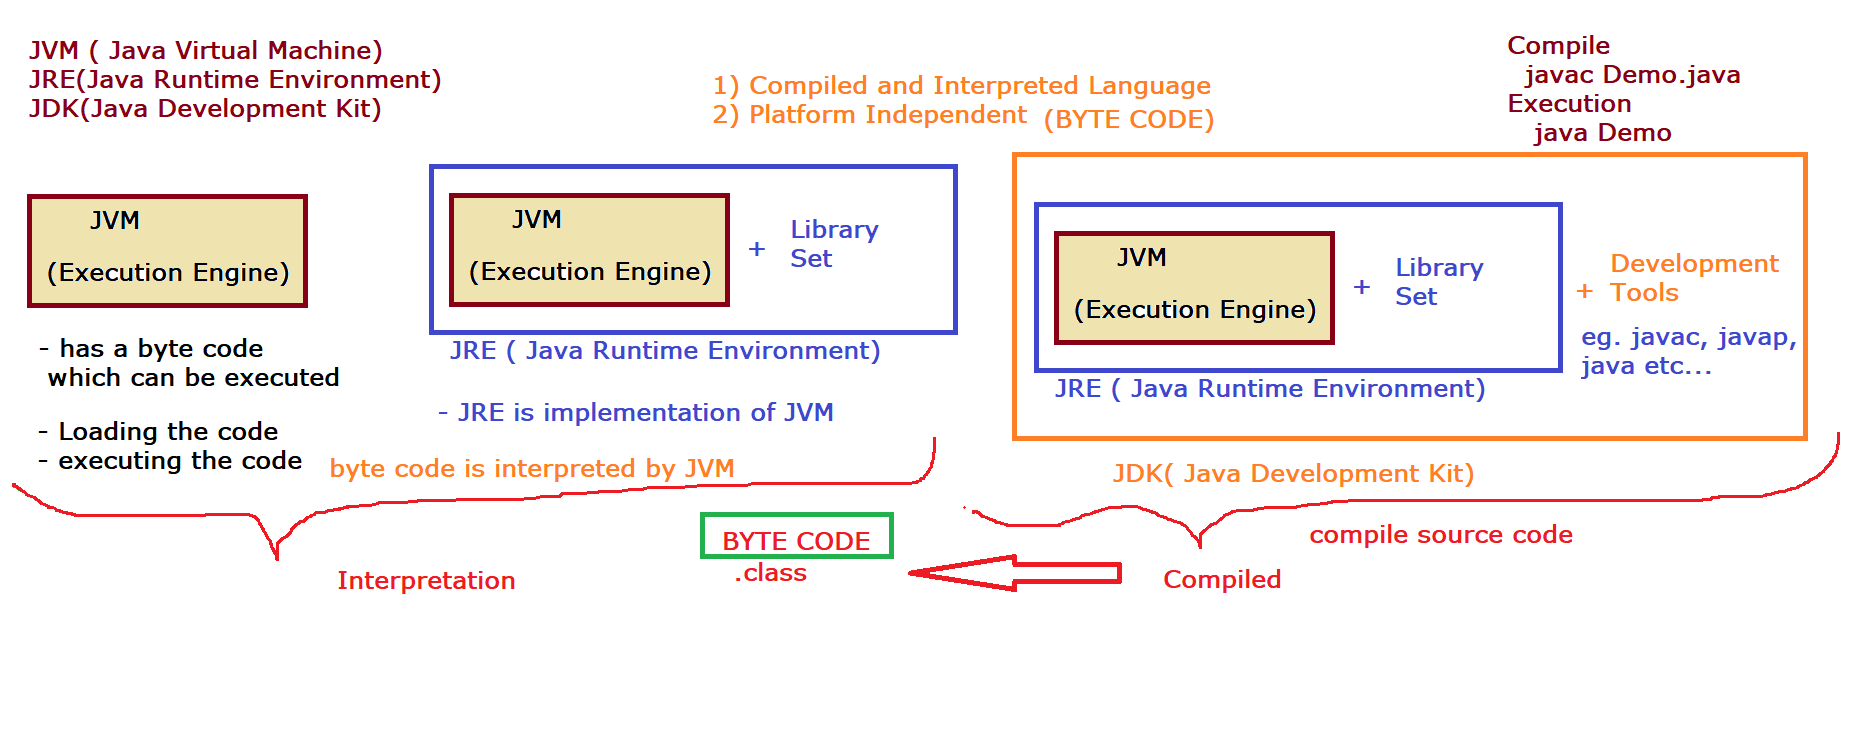 JVM ( Java Virtual Machine)
JRE(Java Runtime Environment)
JDK(Java Development Kit)
1) Compiled and Interpreted Language
2) Platform Independent (BYTE CODE)
Compile
javac Demo.java
Execution
java Demo
JVM
(Execution Engine)
- has a byte code
which can be executed
- Loading the code
- executing the code
JVM
(Execution Engine)
+
Library
Set
JRE ( Java Runtime Environment)
- JRE is implementation of JVM
byte code is interpreted by JVM
JVM
(Execution Engine)
+
Library
Set
JRE ( Java Runtime Environment)
+
Development
Tools
eg. javac, javap,
java etc...
JDK( Java Development Kit)
Interpretation
BYTE CODE
.class
Compiled
compile source code